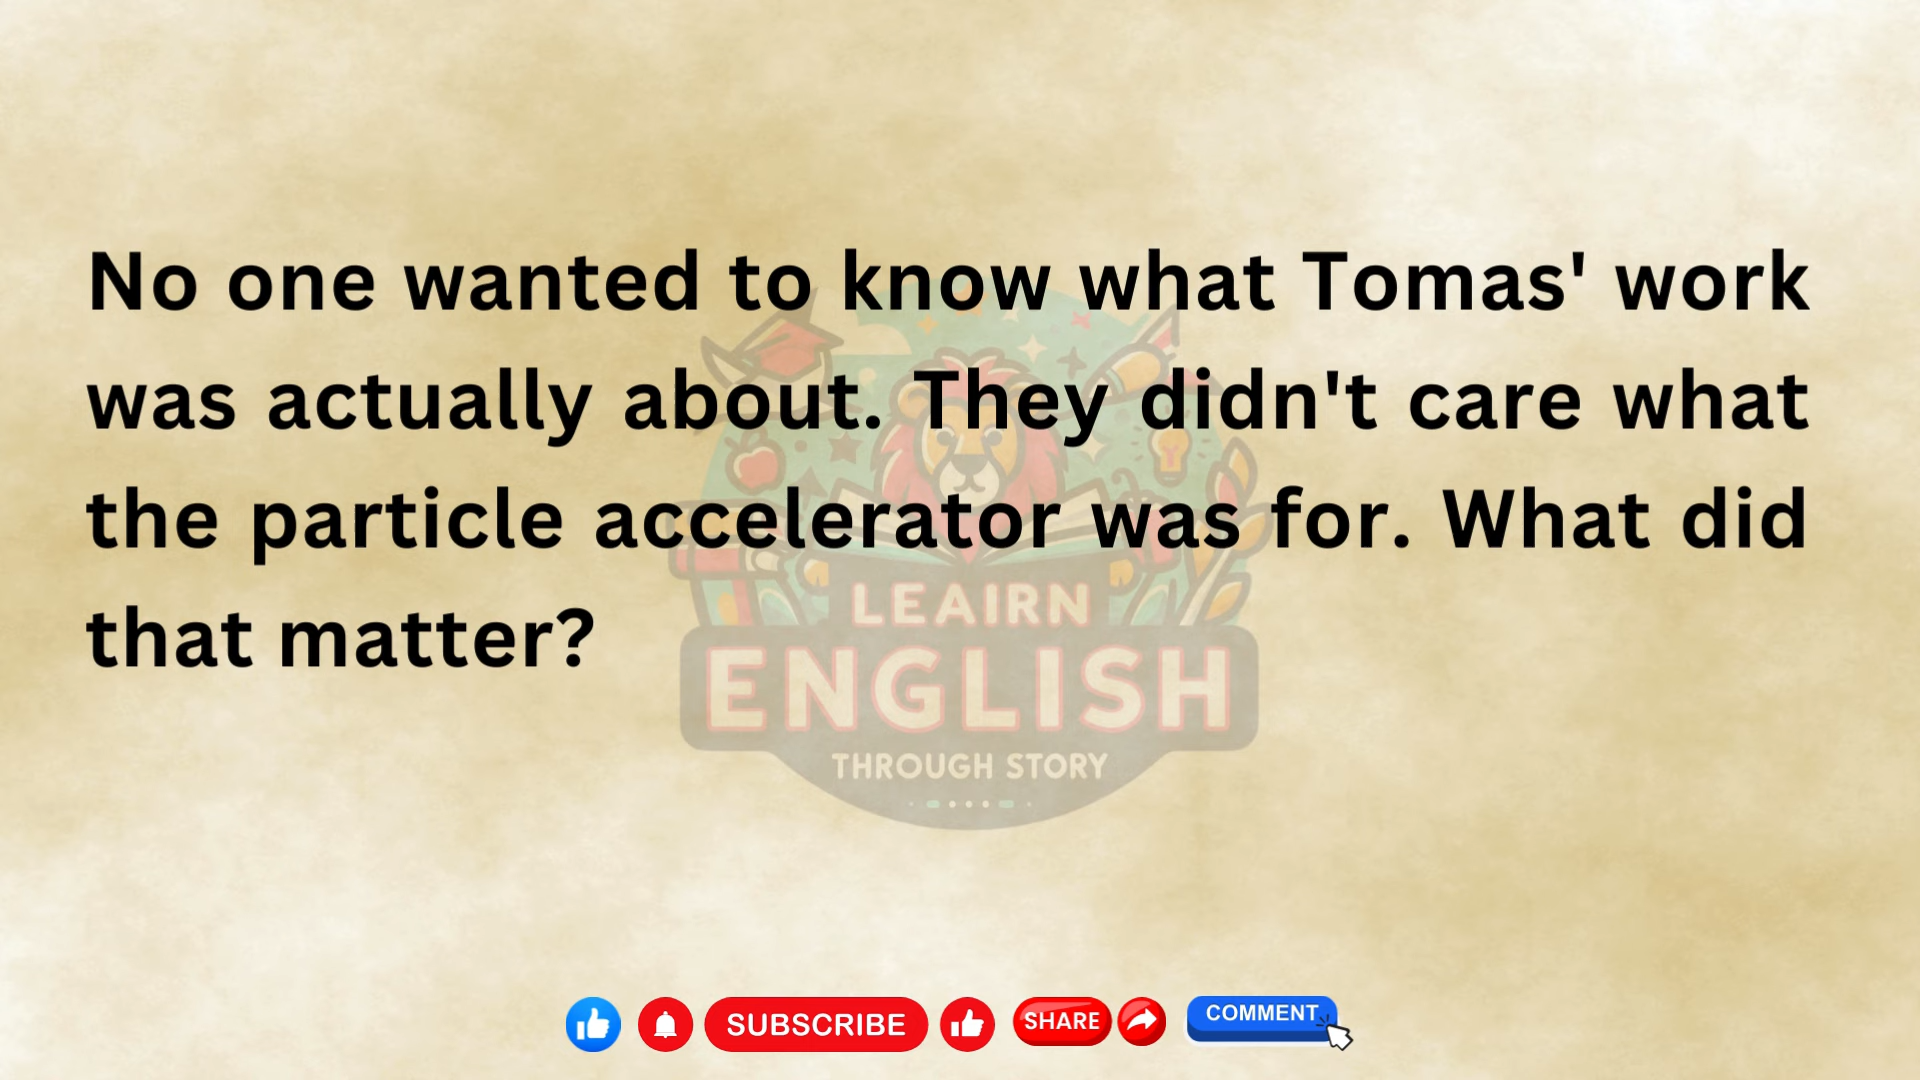 No one wanted to know what Tomas' work
was actually about. They didn't care what
the particle accelerator was for. What did
that matter?
LEAIRN
ENGLISH
THROUGH STORY
SUBSCRIBE
SHARE
COMMENT